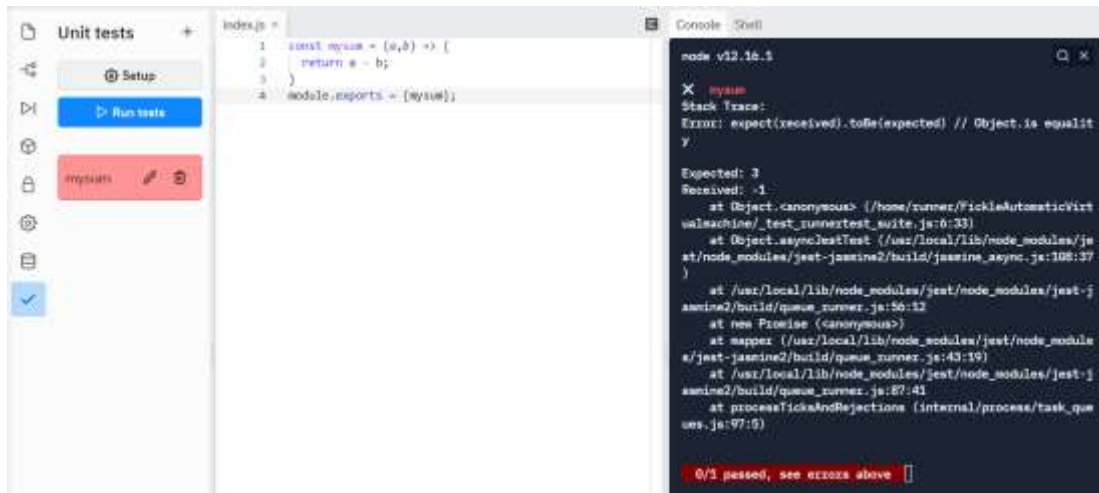 Unit tests +
Setup
Run tests
mysum
index.js ×
1 const mysum = (a,b) => {
2 return a - b;
3 }
4 module.exports = {mysum};
Console Shell
node v12.16.1
✕ mysum
Stack Trace:
Error: expect(received).toBe(expected) // Object.is equalit
y
Expected: 3
Received: -1
at Object.<anonymous> (/home/runner/FickleAutomaticVirt
ualmachine/_test_runnertest_suite.js:6:33)
at Object.asyncJestTest (/usr/local/lib/node_modules/je
st/node_modules/jest-jasmine2/build/jasmine_async.js:108:37
)
at /usr/local/lib/node_modules/jest/node_modules/jest-j
asmine2/build/queue_runner.js:56:12
at new Promise (<anonymous>)
at mapper (/usr/local/lib/node_modules/jest/node_module
s/jest-jasmine2/build/queue_runner.js:43:19)
at /usr/local/lib/node_modules/jest/node_modules/jest-j
asmine2/build/queue_runner.js:87:41
at processTicksAndRejections (internal/process/task_que
ues.js:97:5)
0/1 passed, see errors above